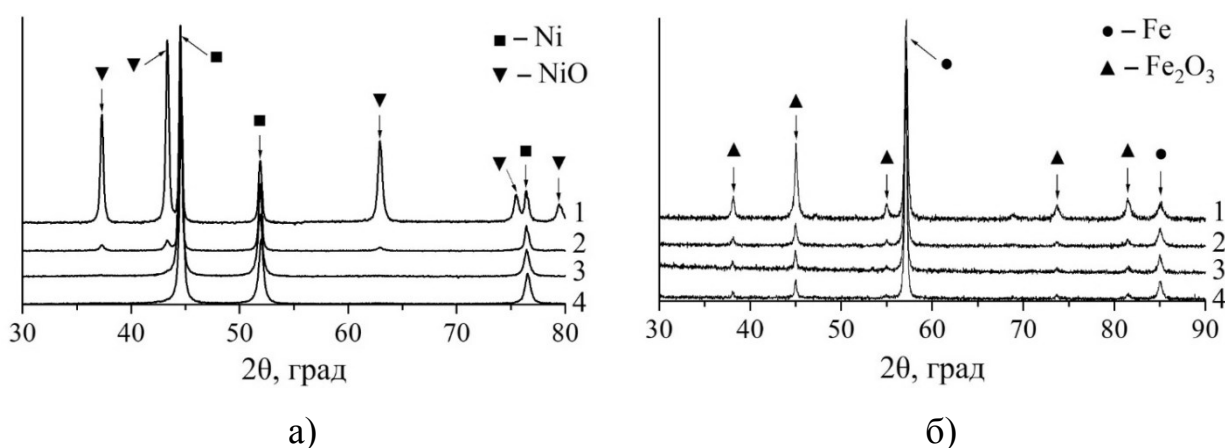 ■ – Ni
▼ – NiO
1
2
3
4
30 40 50 60 70 80
2θ, град
а)
● – Fe
▲ – Fe₂O₃
1
2
3
4
30 40 50 60 70 80 90
2θ, град
б)